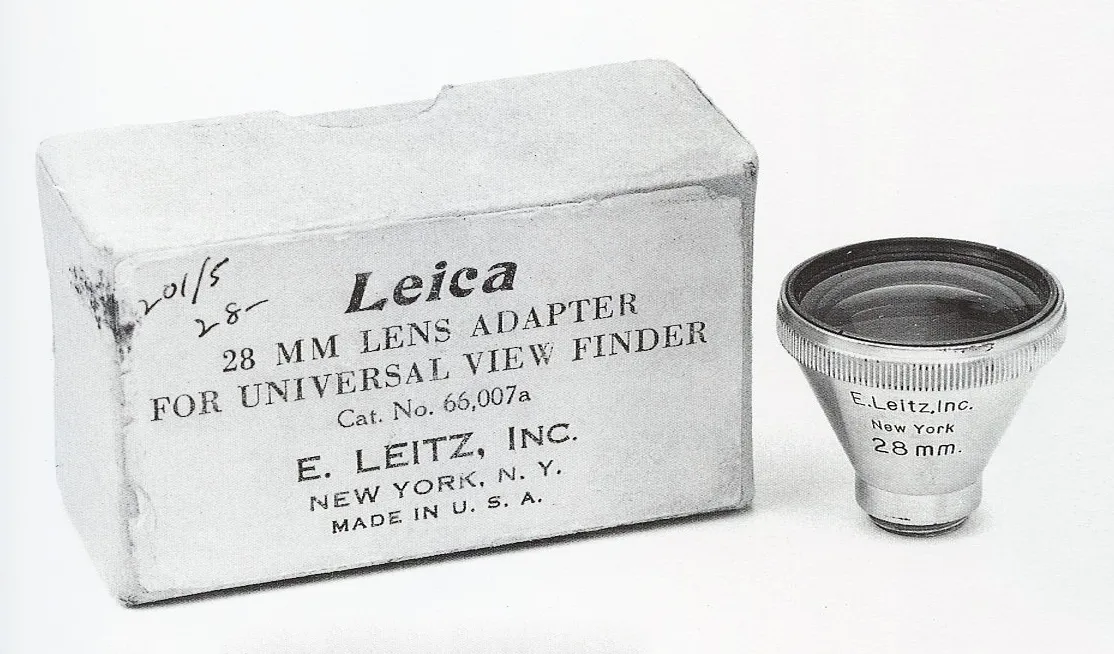 201/5
28-
Leica
28 MM LENS ADAPTER
FOR UNIVERSAL VIEW FINDER
Cat. No. 66,007a
E. LEITZ, INC.
NEW YORK, N. Y.
MADE IN U. S. A.
E. Leitz, Inc.
New York
28 mm.